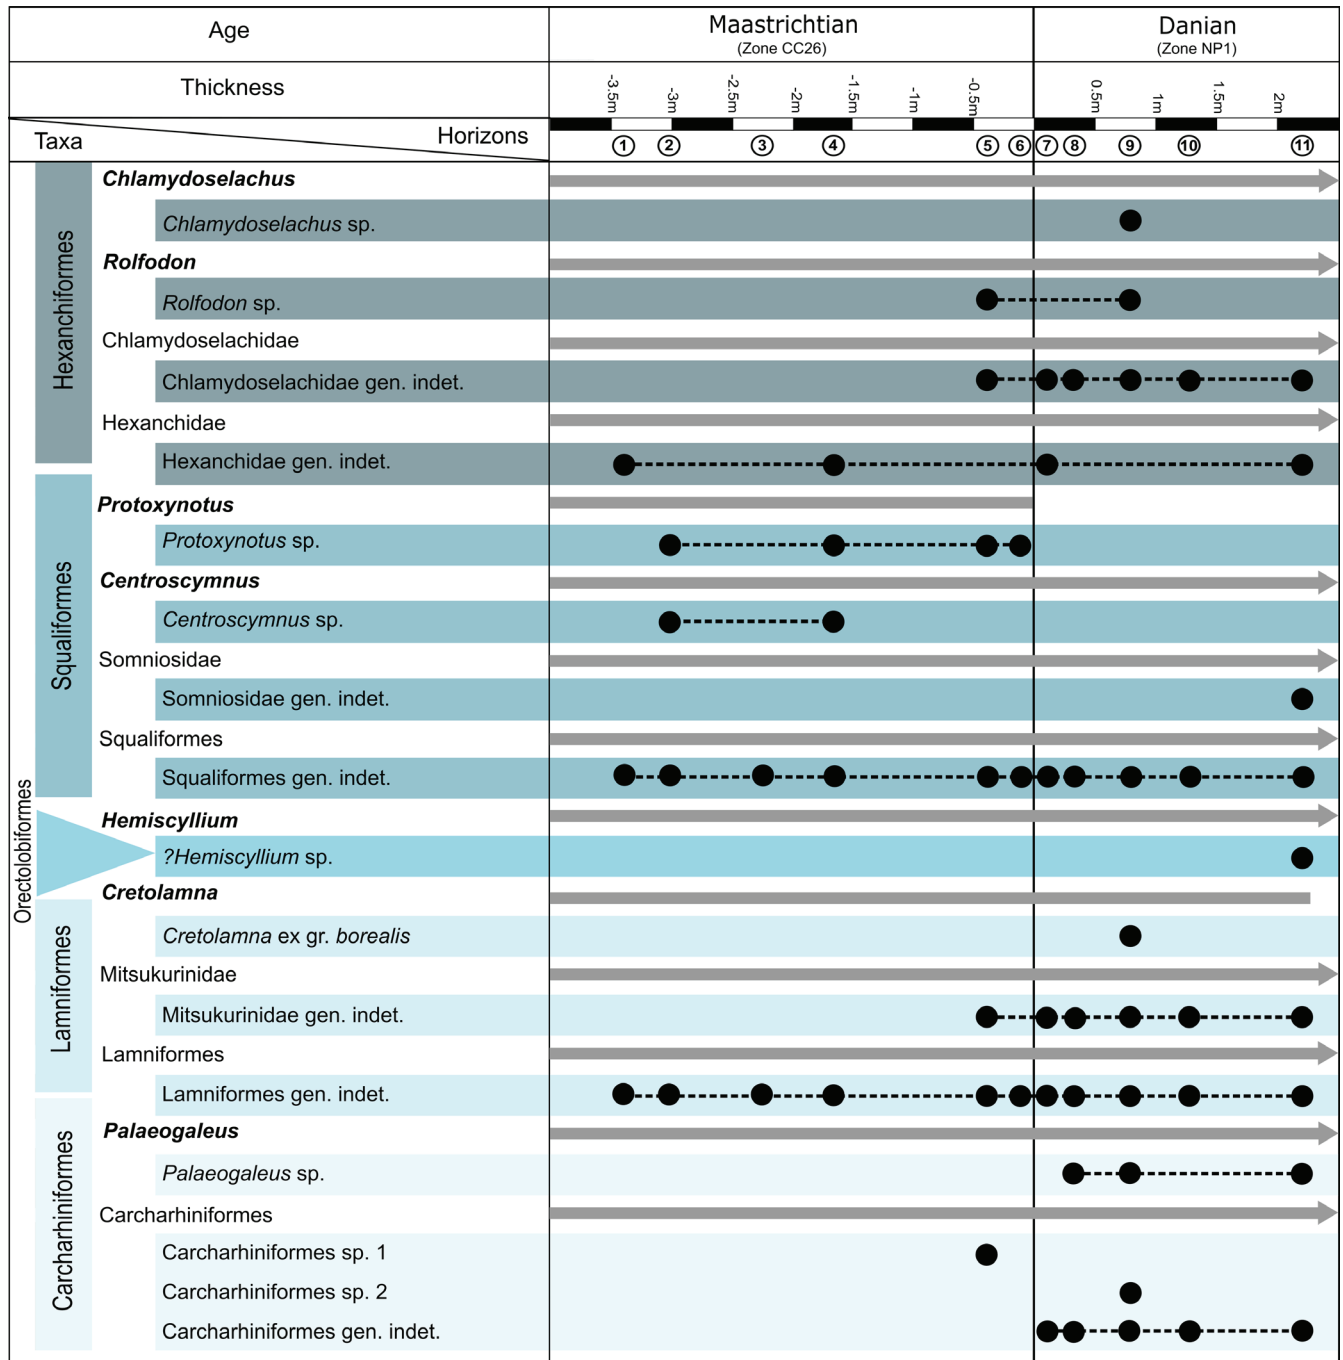 Age
Maastrichtian
(Zone CC26)
Danian
(Zone NP1)
Thickness
-3.5m
-3m
-2.5m
-2m
-1.5m
-1m
-0.5m
0.5m
1m
1.5m
2m
Taxa
Horizons
1 2 3 4 5 6 7 8 9 10 11
Hexanchiformes
Chlamydoselachus
Chlamydoselachus sp.
Rolfodon
Rolfodon sp.
Chlamydoselachidae
Chlamydoselachidae gen. indet.
Hexanchidae
Hexanchidae gen. indet.
Squaliformes
Protoxynotus
Protoxynotus sp.
Centroscymnus
Centroscymnus sp.
Somniosidae
Somniosidae gen. indet.
Squaliformes
Squaliformes gen. indet.
Orectolobiformes
Hemiscyllium
?Hemiscyllium sp.
Lamniformes
Cretolamna
Cretolamna ex gr. borealis
Mitsukurinidae
Mitsukurinidae gen. indet.
Lamniformes
Lamniformes gen. indet.
Carcharhiniformes
Palaeogaleus
Palaeogaleus sp.
Carcharhiniformes
Carcharhiniformes sp. 1
Carcharhiniformes sp. 2
Carcharhiniformes gen. indet.